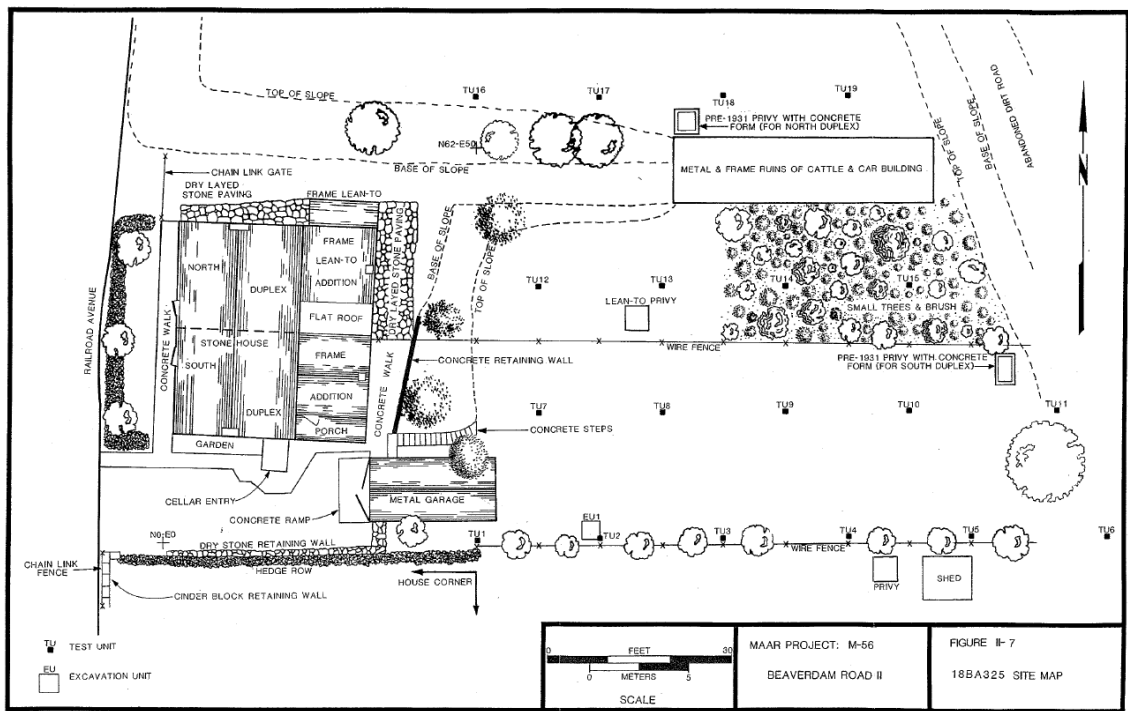 TU16
TU17
TU18
TU19
TOP OF SLOPE
PRE-1931 PRIVY WITH CONCRETE
FORM (FOR NORTH DUPLEX)
N62-E50
BASE OF SLOPE
METAL & FRAME RUINS OF CATTLE & CAR BUILDING
TOP OF SLOPE
BASE OF SLOPE
ABANDONED DIRT ROAD
N
CHAIN LINK GATE
DRY LAYED
STONE PAVING
FRAME LEAN-TO
DRY LAYED STONE PAVING
BASE OF SLOPE
TOP OF SLOPE
NORTH
DUPLEX
FRAME
LEAN-TO
ADDITION
FLAT ROOF
STONE HOUSE
SOUTH
DUPLEX
FRAME
ADDITION
PORCH
RAILROAD AVENUE
CONCRETE WALK
CONCRETE WALK
TU12
TU13
LEAN-TO PRIVY
TU15
SMALL TREES & BRUSH
CONCRETE RETAINING WALL
WIRE FENCE
PRE-1931 PRIVY WITH CONCRETE
FORM (FOR SOUTH DUPLEX)
TU7
TU8
TU9
TU10
TU11
CONCRETE STEPS
GARDEN
CELLAR ENTRY
METAL GARAGE
CONCRETE RAMP
N0-E0
DRY STONE RETAINING WALL
HEDGE ROW
TU1
EU1
TU2
TU3
TU4
TU5
TU6
WIRE FENCE
PRIVY
SHED
CHAIN LINK
FENCE
HOUSE CORNER
CINDER BLOCK RETAINING WALL
TU
TEST UNIT
EU
EXCAVATION UNIT
0 FEET 30
0 METERS 5
SCALE
MAAR PROJECT: M-56
BEAVERDAM ROAD II
FIGURE II-7
18BA325 SITE MAP